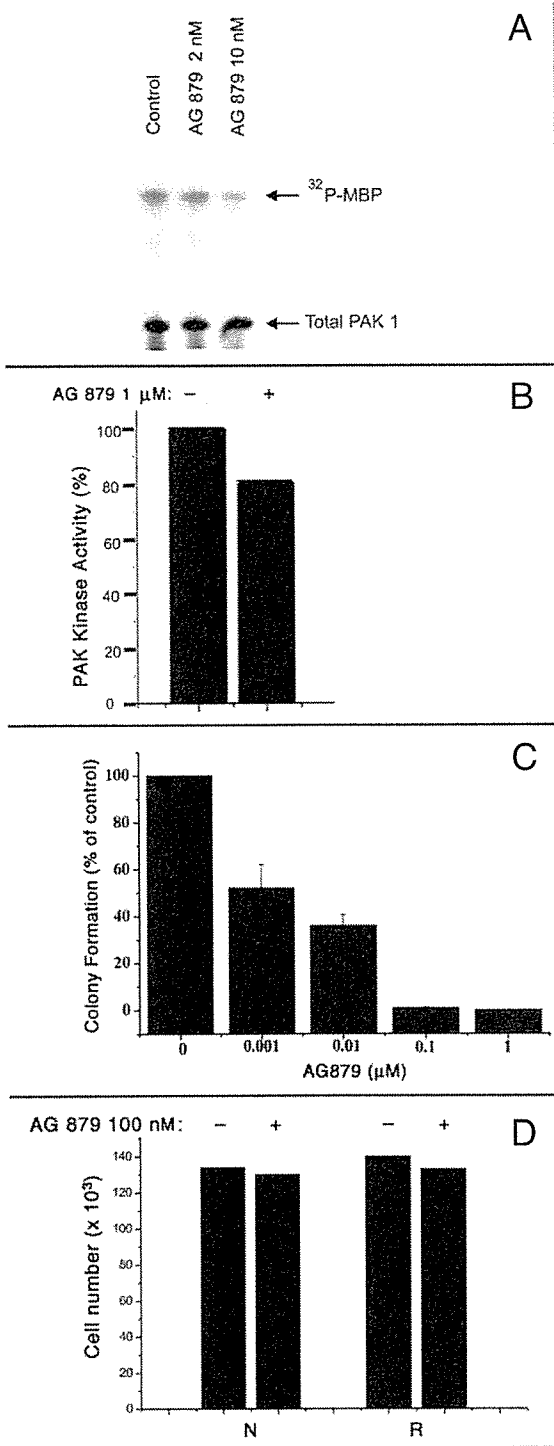 A
Control
AG 879 2 nM
AG 879 10 nM
³²P-MBP
Total PAK 1
B
AG 879 1 µM: – +
PAK Kinase Activity (%)
100
80
60
40
20
0
C
Colony Formation (% of control)
100
80
60
40
20
0
0 0.001 0.01 0.1 1
AG879 (µM)
D
AG 879 100 nM: – + – +
Cell number (x 10³)
140
120
100
80
60
40
20
0
N R